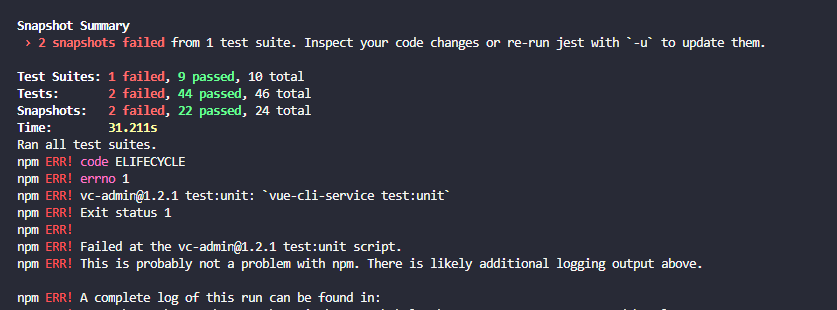 Snapshot Summary
› 2 snapshots failed from 1 test suite. Inspect your code changes or re-run jest with `-u` to update them.
Test Suites: 1 failed, 9 passed, 10 total
Tests: 2 failed, 44 passed, 46 total
Snapshots: 2 failed, 22 passed, 24 total
Time: 31.211s
Ran all test suites.
npm ERR! code ELIFECYCLE
npm ERR! errno 1
npm ERR! vc-admin@1.2.1 test:unit: `vue-cli-service test:unit`
npm ERR! Exit status 1
npm ERR!
npm ERR! Failed at the vc-admin@1.2.1 test:unit script.
npm ERR! This is probably not a problem with npm. There is likely additional logging output above.
npm ERR! A complete log of this run can be found in: